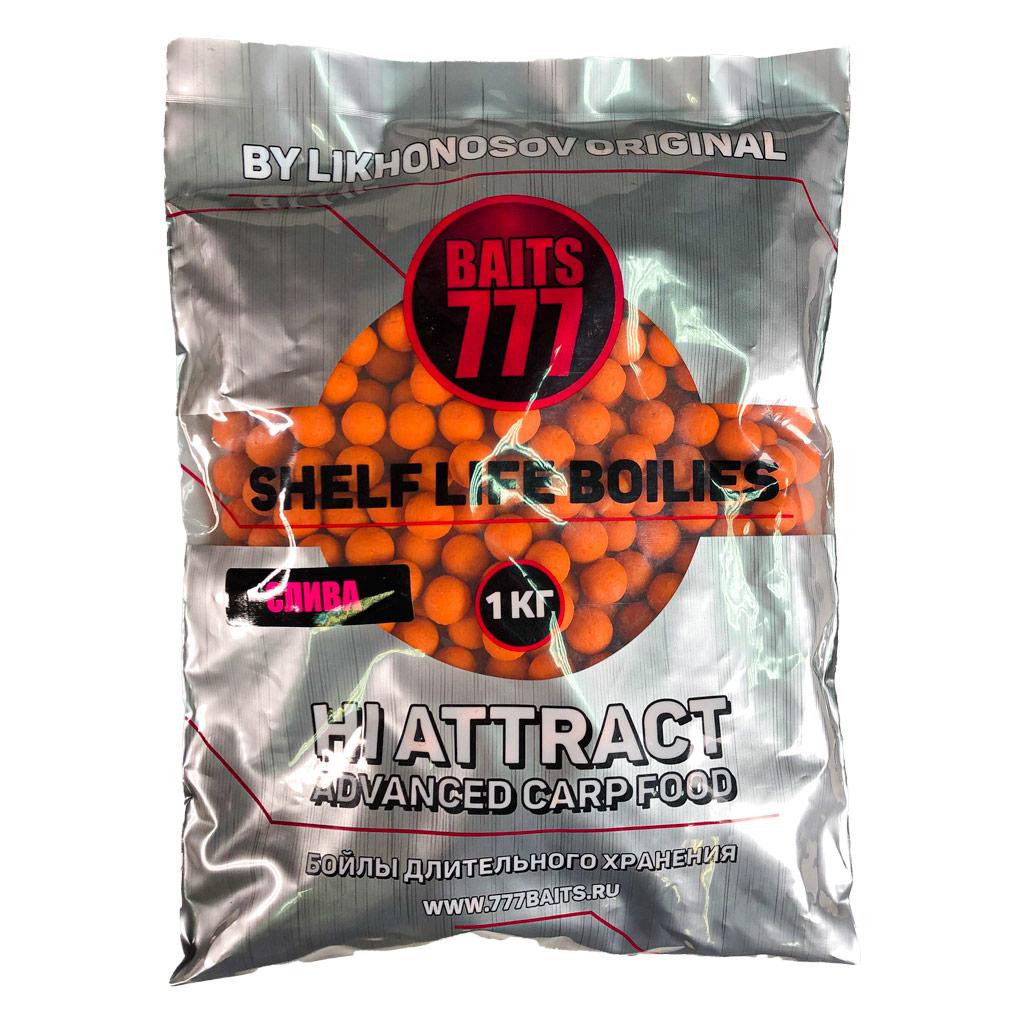 BY LIKHONOSOV ORIGINAL
BAITS
777
SHELF LIFE BOILIES
СЛИВА
1 КГ
HI ATTRACT
ADVANCED CARP FOOD
БОЙЛЫ ДЛИТЕЛЬНОГО ХРАНЕНИЯ
WWW.777BAITS.RU